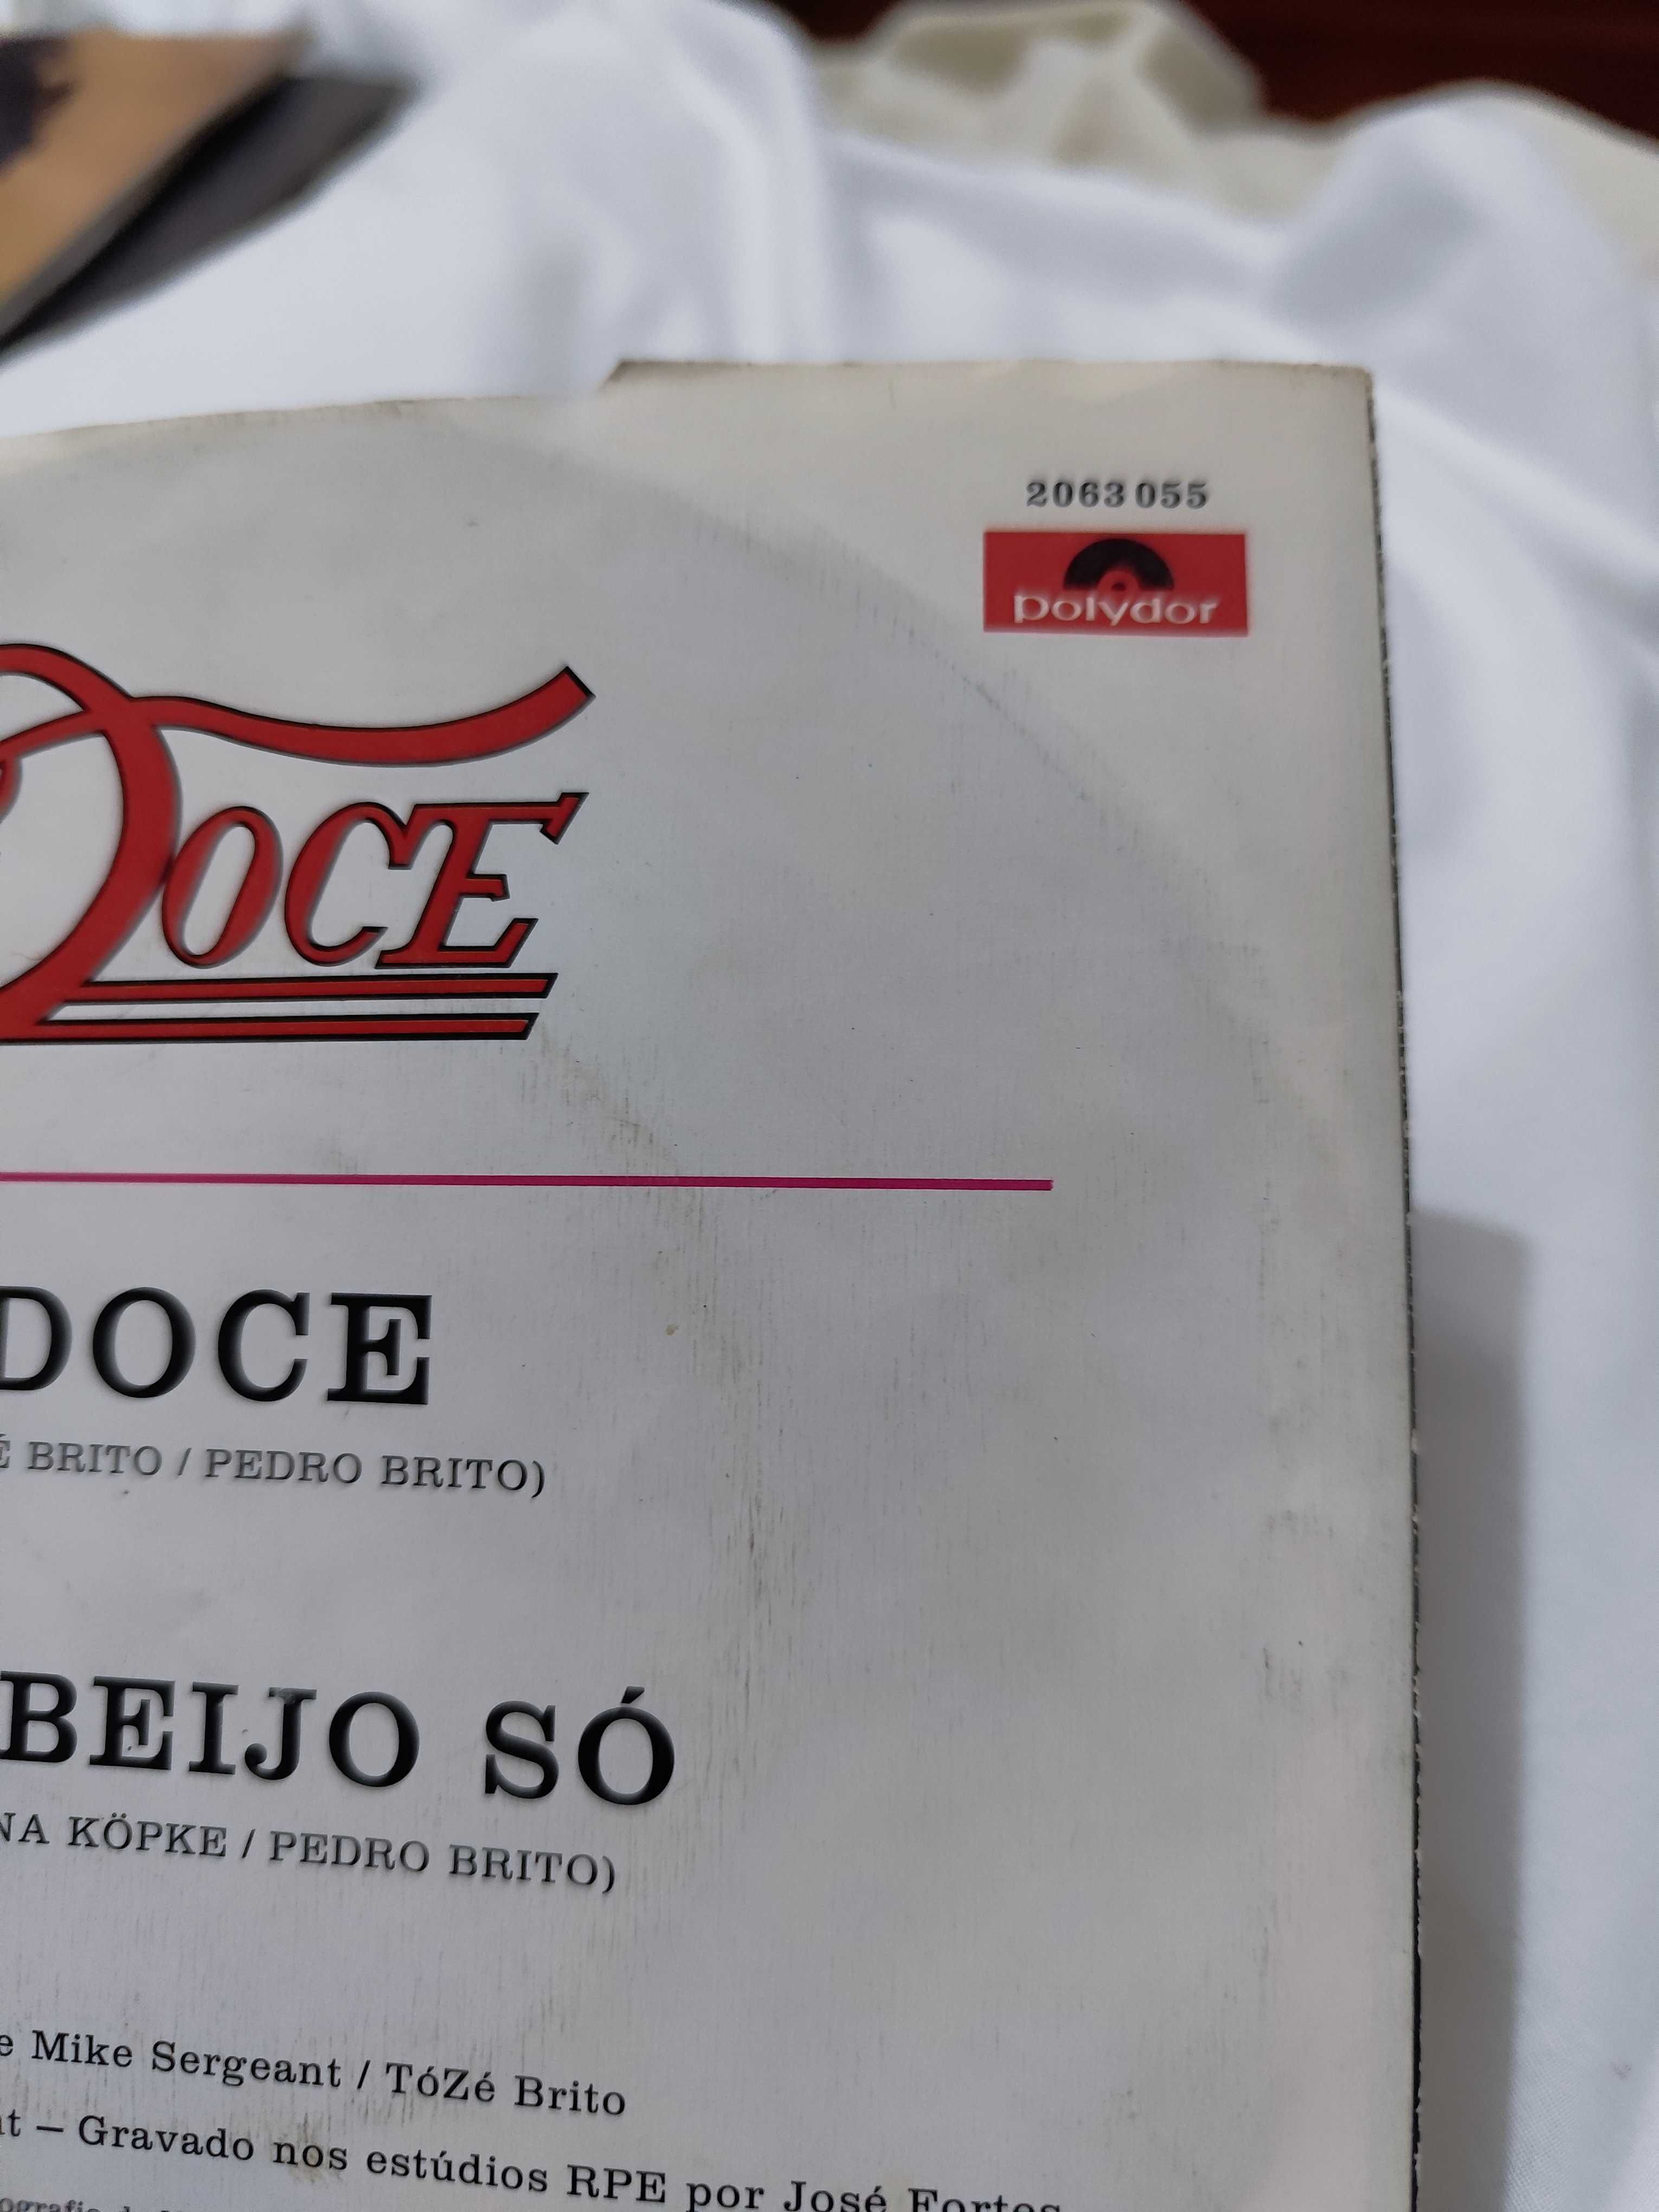 2063 055
polydor
DOCE
DOCE
É BRITO / PEDRO BRITO)
BEIJO SÓ
NA KÖPKE / PEDRO BRITO)
e Mike Sergeant / TóZé Brito
t – Gravado nos estúdios RPE por José Fortes